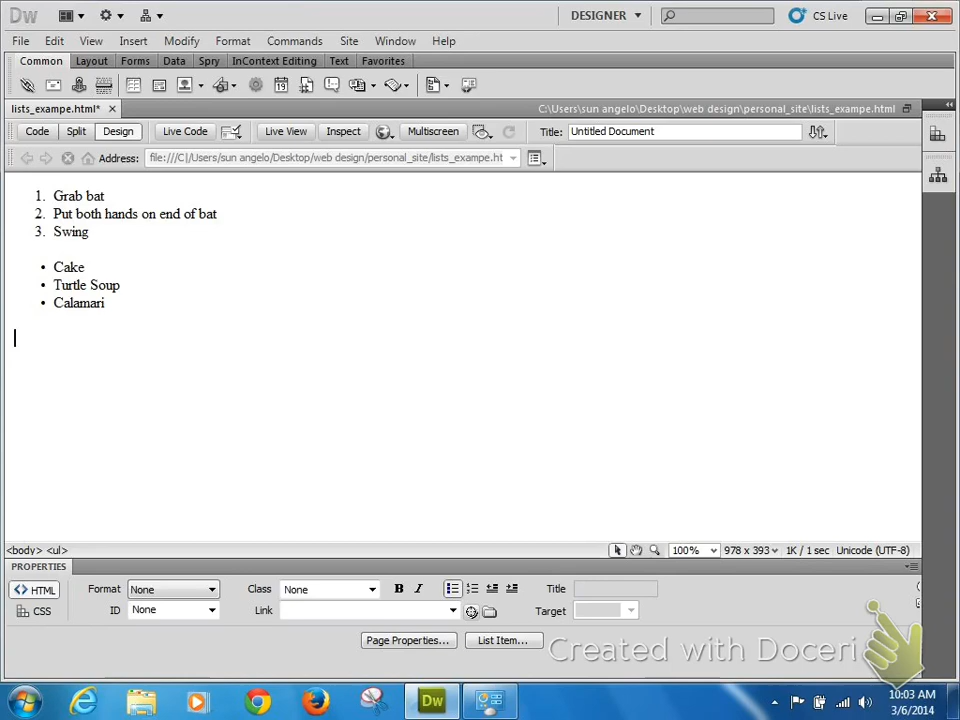 Dw
DESIGNER
CS Live
File Edit View Insert Modify Format Commands Site Window Help
Common Layout Forms Data Spry InContext Editing Text Favorites
19
lists_exampe.html*
C:\Users\sun angelo\Desktop\web design\personal_site\lists_exampe.html
Code Split Design Live Code Live View Inspect Multiscreen Title: Untitled Document
Address: file:///C|/Users/sun angelo/Desktop/web design/personal_site/lists_exampe.ht
1. Grab bat
2. Put both hands on end of bat
3. Swing
• Cake
• Turtle Soup
• Calamari
<body> <ul>
100% 978 x 393 1K / 1 sec Unicode (UTF-8)
PROPERTIES
<> HTML Format None Class None B I Title
CSS ID None Link Target
Page Properties... List Item...
Created with Doceri
Dw
10:03 AM
3/6/2014